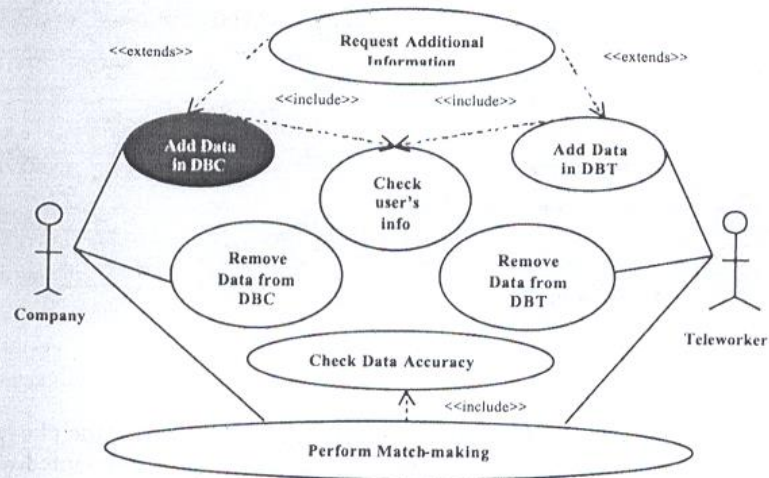 Request Additional
Information
<<extends>>
<<extends>>
<<include>>
<<include>>
Add Data
in DBC
Add Data
in DBT
Check
user's
info
Remove
Data from
DBC
Remove
Data from
DBT
Company
Teleworker
Check Data Accuracy
<<include>>
Perform Match-making